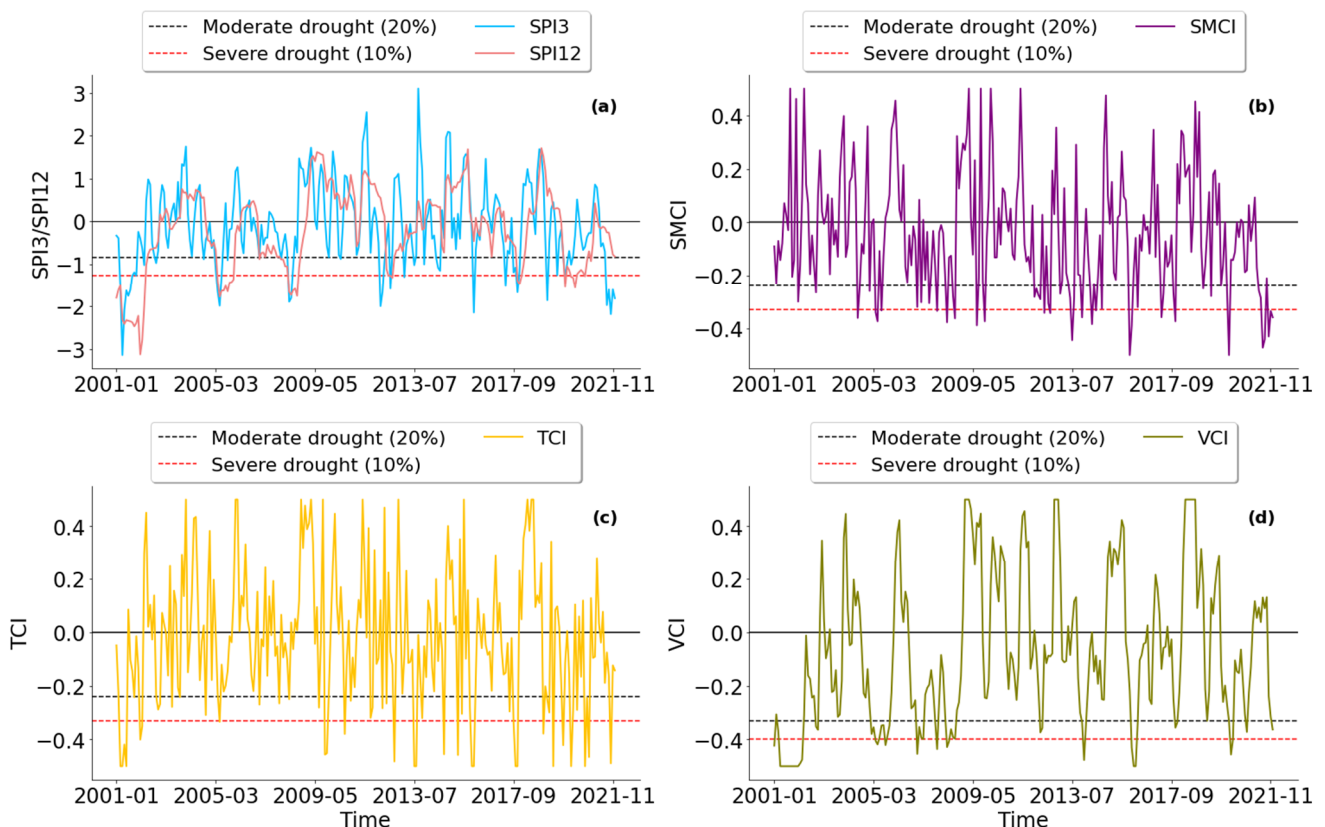 Moderate drought (20%) SPI3
Severe drought (10%) SPI12
(a)
SPI3/SPI12
3
2
1
0
−1
−2
−3
2001-01 2005-03 2009-05 2013-07 2017-09 2021-11
Moderate drought (20%) SMCI
Severe drought (10%)
(b)
SMCI
0.4
0.2
0.0
−0.2
−0.4
2001-01 2005-03 2009-05 2013-07 2017-09 2021-11
Moderate drought (20%) TCI
Severe drought (10%)
(c)
TCI
0.4
0.2
0.0
−0.2
−0.4
2001-01 2005-03 2009-05 2013-07 2017-09 2021-11
Time
Moderate drought (20%) VCI
Severe drought (10%)
(d)
VCI
0.4
0.2
0.0
−0.2
−0.4
2001-01 2005-03 2009-05 2013-07 2017-09 2021-11
Time